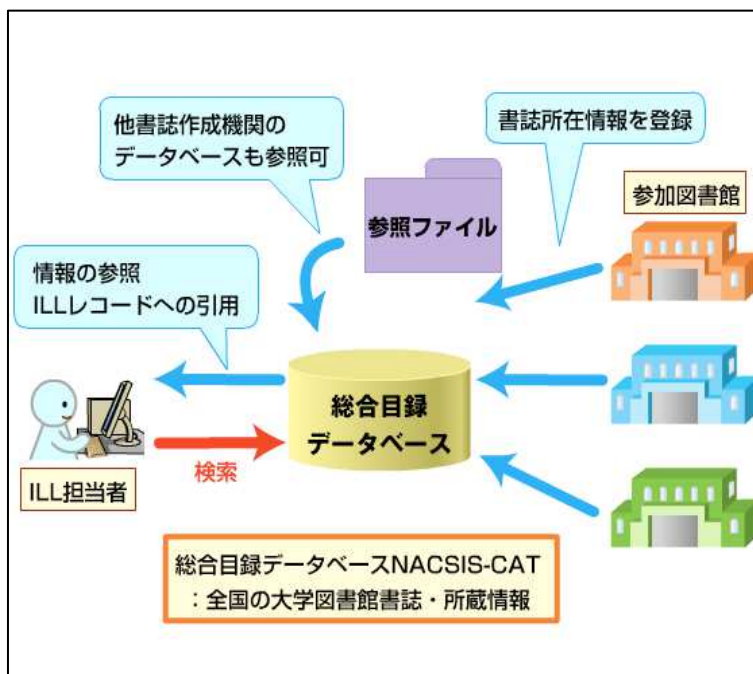 他書誌作成機関の
データベースも参照可
書誌所在情報を登録
参照ファイル
参加図書館
情報の参照
ILLレコードへの引用
総合目録
データベース
検索
ILL担当者
総合目録データベースNACSIS-CAT
：全国の大学図書館書誌・所蔵情報